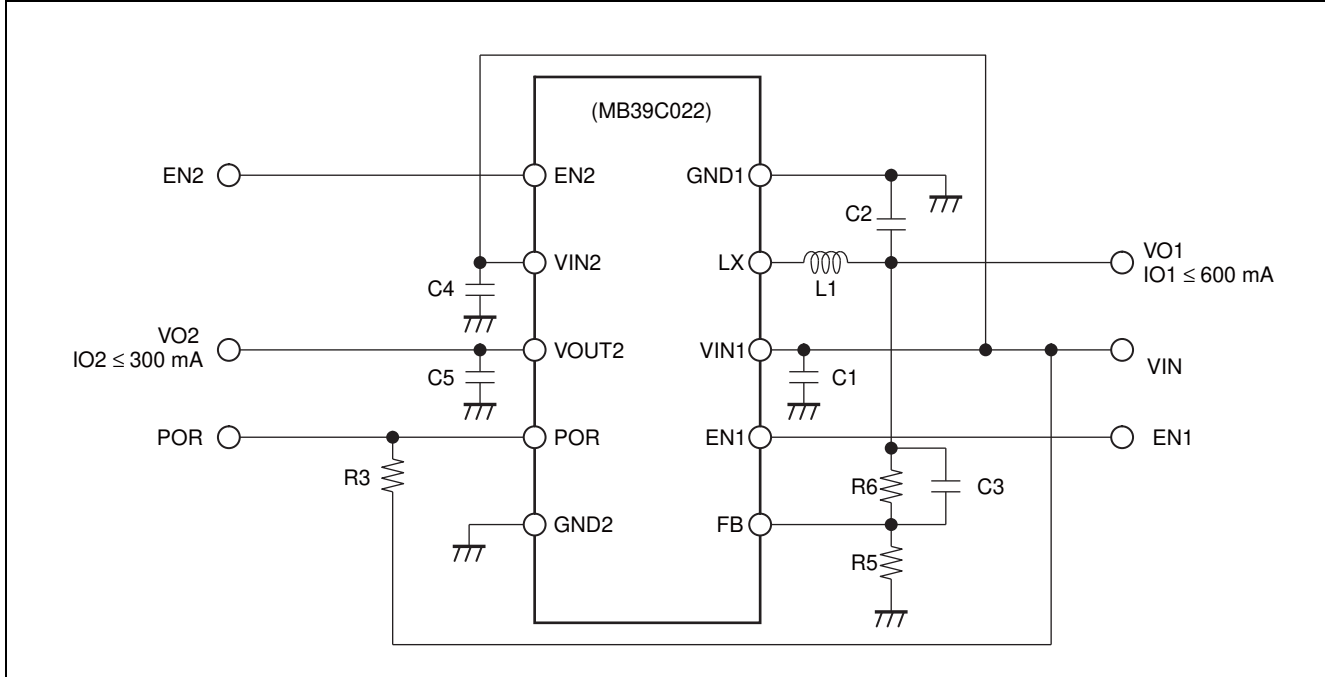 (MB39C022)
EN2
EN2
GND1
C2
VIN2
LX
L1
VO1
IO1 ≤ 600 mA
C4
VO2
IO2 ≤ 300 mA
VOUT2
VIN1
VIN
C5
C1
POR
POR
EN1
EN1
R3
R6
C3
GND2
FB
R5